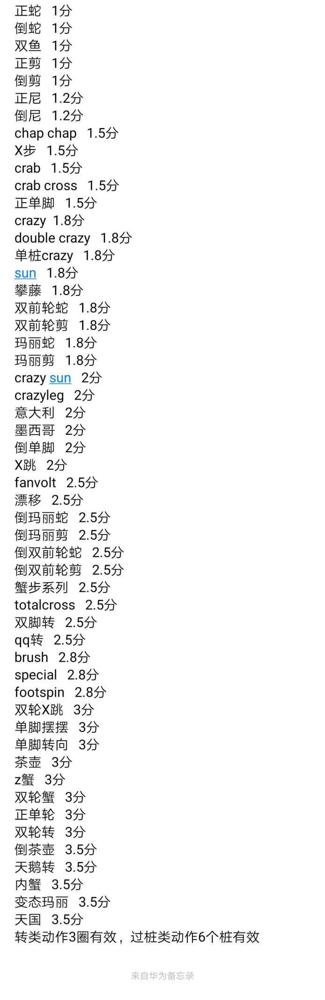 正蛇 1分
倒蛇 1分
双鱼 1分
正剪 1分
倒剪 1分
正尼 1.2分
倒尼 1.2分
chap chap 1.5分
X步 1.5分
crab 1.5分
crab cross 1.5分
正单脚 1.5分
crazy 1.8分
double crazy 1.8分
单桩crazy 1.8分
sun 1.8分
攀藤 1.8分
双前轮蛇 1.8分
双前轮剪 1.8分
玛丽蛇 1.8分
玛丽剪 1.8分
crazy sun 2分
crazyleg 2分
意大利 2分
墨西哥 2分
倒单脚 2分
X跳 2分
fanvolt 2.5分
漂移 2.5分
倒玛丽蛇 2.5分
倒玛丽剪 2.5分
倒双前轮蛇 2.5分
倒双前轮剪 2.5分
蟹步系列 2.5分
totalcross 2.5分
双脚转 2.5分
qq转 2.5分
brush 2.8分
special 2.8分
footspin 2.8分
双轮X跳 3分
单脚摆摆 3分
单脚转向 3分
茶壶 3分
z蟹 3分
双轮蟹 3分
正单轮 3分
双轮转 3分
倒茶壶 3.5分
天鹅转 3.5分
内蟹 3.5分
变态玛丽 3.5分
天国 3.5分
转类动作3圈有效，过桩类动作6个桩有效
来自华为备忘录